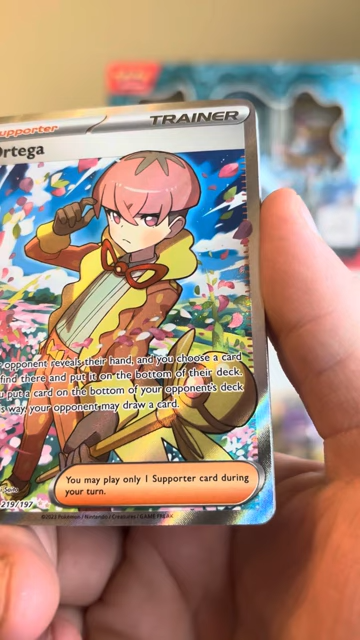 Supporter
TRAINER
Ortega
opponent reveals their hand, and you choose a card
find there and put it on the bottom of their deck.
put a card on the bottom of your opponent's deck
s way, your opponent may draw a card.
You may play only 1 Supporter card during
your turn.
219/197
©2023 Pokémon / Nintendo / Creatures / GAME FREAK